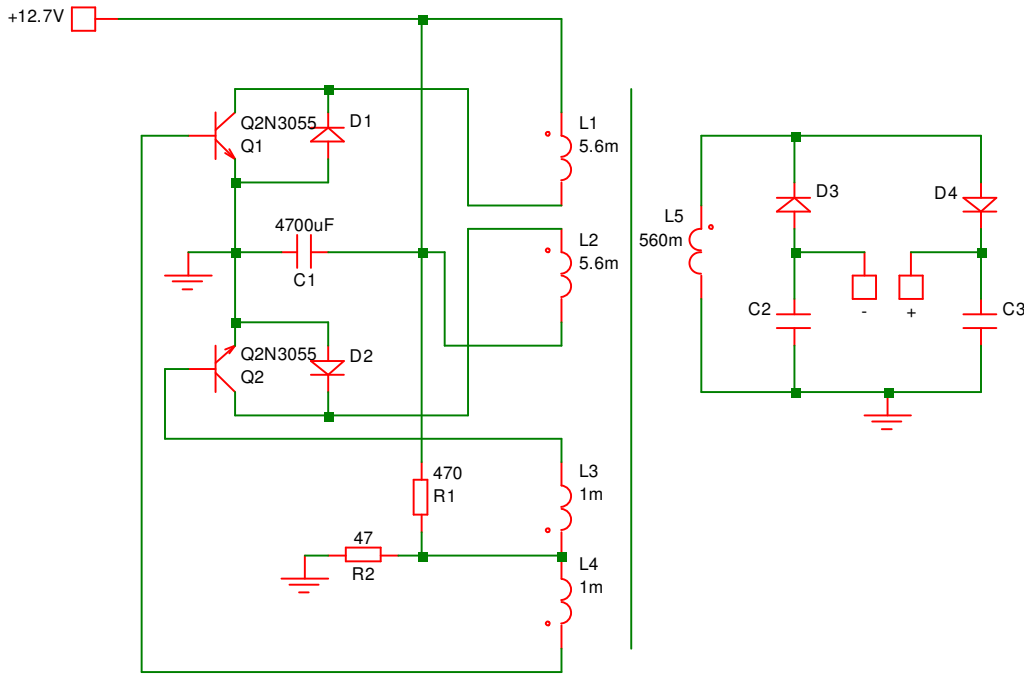 +12.7V
Q2N3055
Q1
D1
L1
5.6m
4700uF
C1
L2
5.6m
Q2N3055
Q2
D2
470
R1
47
R2
L3
1m
L4
1m
L5
560m
D3
D4
C2
-
+
C3